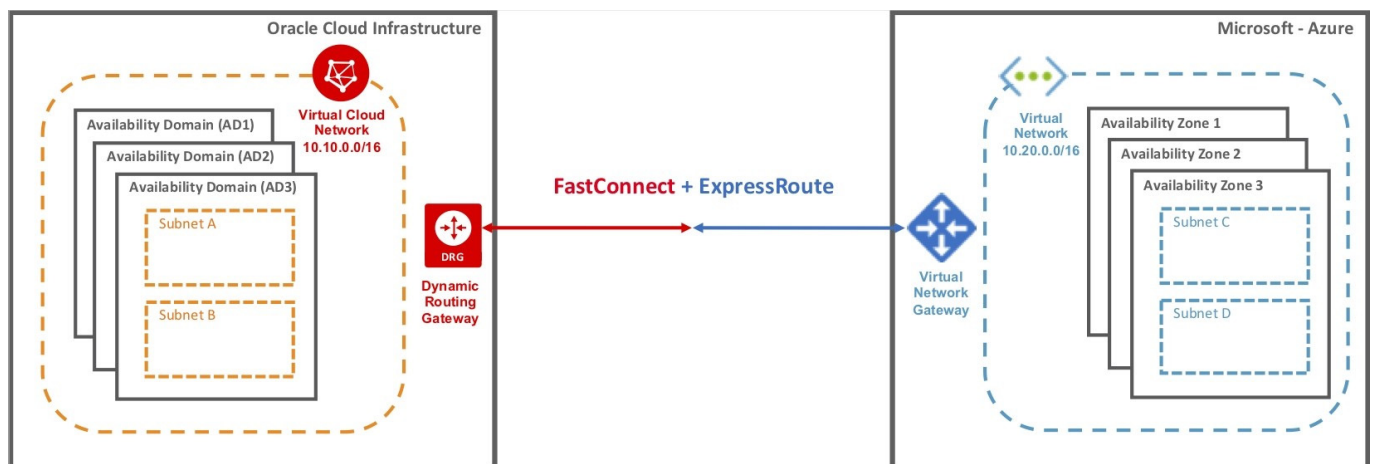 Oracle Cloud Infrastructure
Virtual Cloud
Network
10.10.0.0/16
Availability Domain (AD1)
Availability Domain (AD2)
Availability Domain (AD3)
Subnet A
Subnet B
DRG
Dynamic
Routing
Gateway
FastConnect + ExpressRoute
Microsoft - Azure
Virtual
Network
10.20.0.0/16
Availability Zone 1
Availability Zone 2
Availability Zone 3
Subnet C
Subnet D
Virtual
Network
Gateway